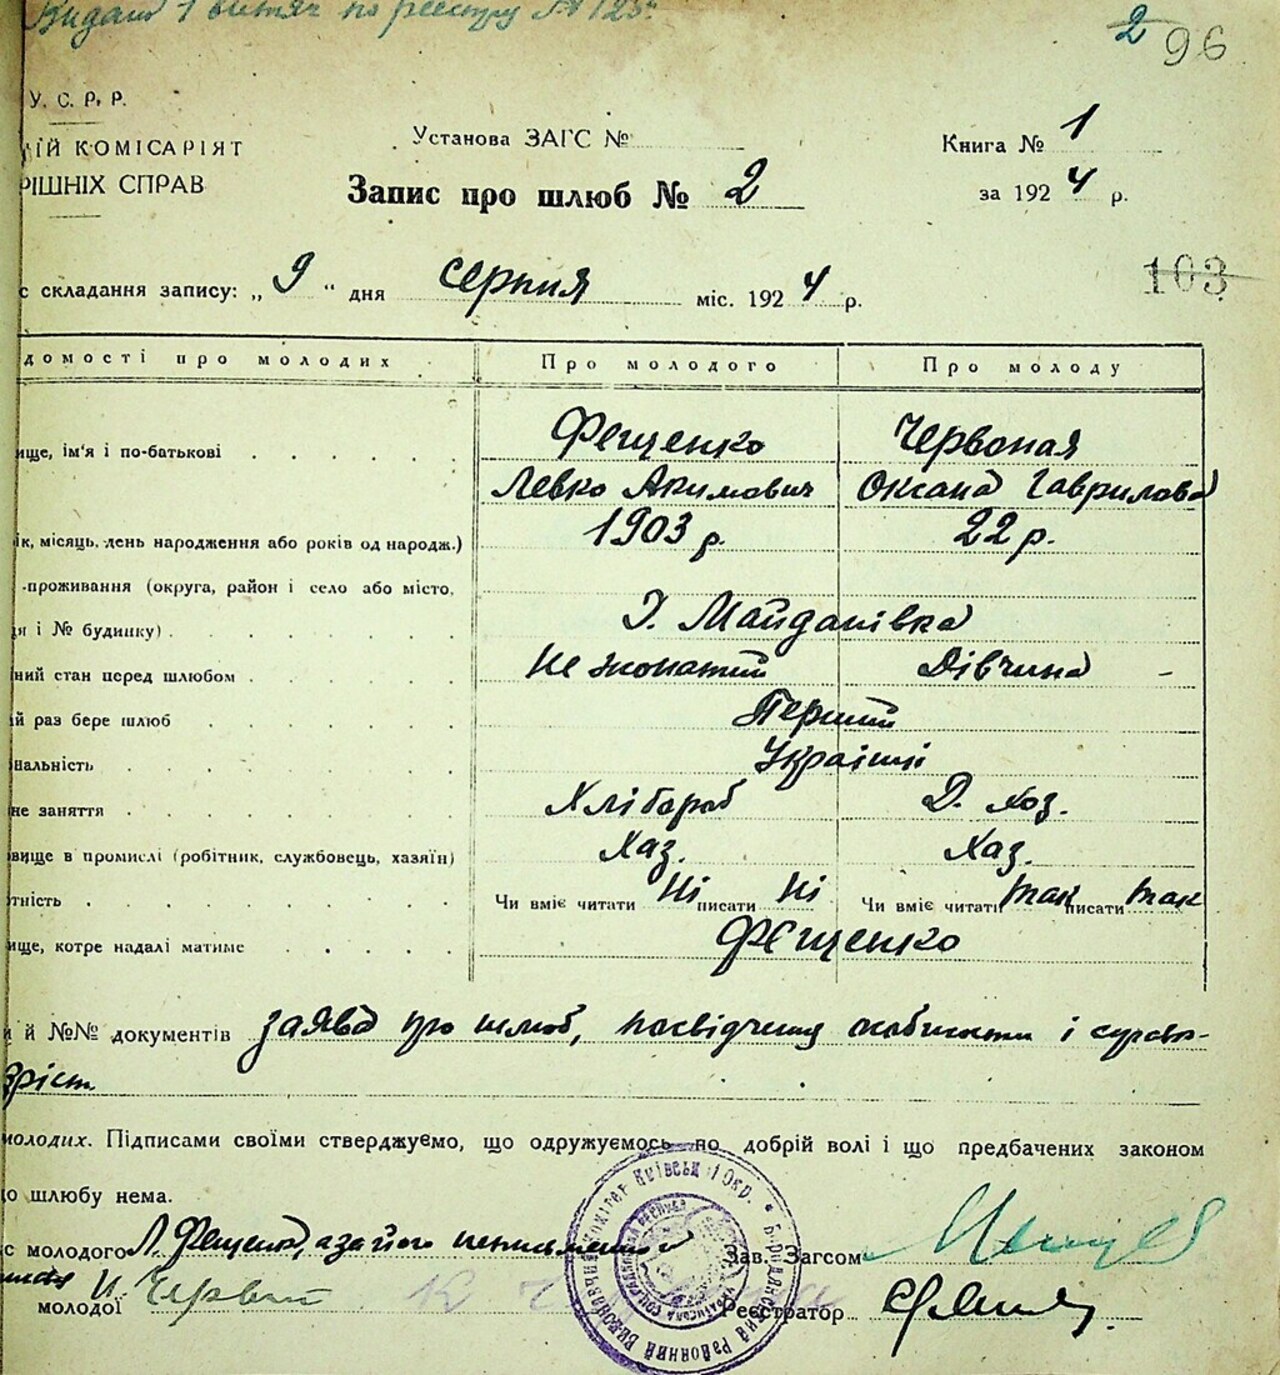 Видано 1 витяг по реєстру №
2 96
У. С. Р. Р.
ІЙ КОМІСАРІЯТ
РІШНІХ СПРАВ
Установа ЗАГС №
Книга № 1
Запис про шлюб № 2
за 1924 р.
103
с складання запису: „9“ дня серпня міс. 1924 р.
домості про молодих
Про молодого
Про молоду
ище, ім'я і по-батькові
Фещенко
Червоная
Левко Акимович
Оксана Гаврилова
ік, місяць, день народження або років од народж.)
1903 р.
22 р.
проживання (округа, район і село або місто,
я і № будинку)
Майданівка
ний стан перед шлюбом
не жонатий
Дівчина
й раз бере шлюб
Перший
нальність
Українці
не заняття
Хлібороб
Д. хоз.
вище в промислі (робітник, службовець, хазяїн)
Хаз.
Хаз.
тність
Чи вміє читати Ні писати Ні
Чи вміє читати так писати так
ище, котре надалі матиме
Фещенко
й №№ документів заява про шлюб, посвідчення
молодих. Підписами своїми стверджуємо, що одружуємось по добрій волі і що предбачених законом
до шлюбу нема.
с молодого Л. Фещенко, а за його
Зав. Загсом
молодої
Реєстратор